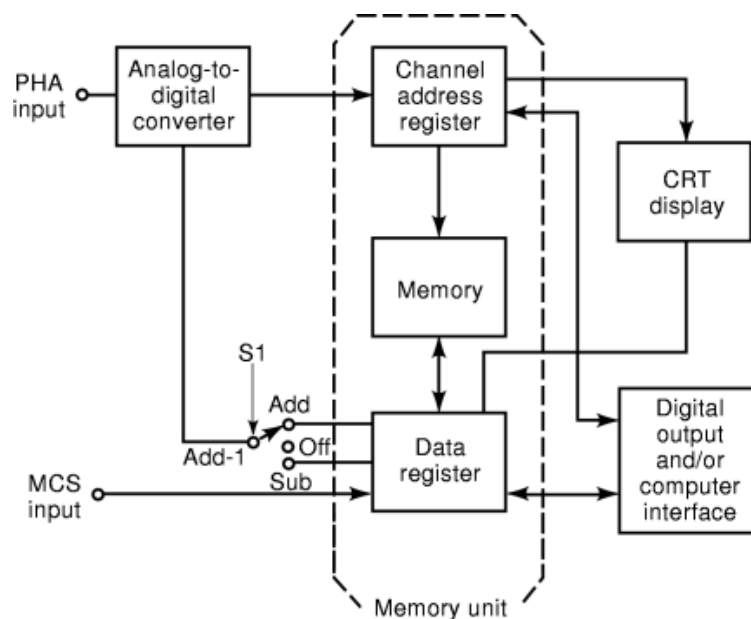 PHA
input
Analog-to-
digital
converter
Channel
address
register
CRT
display
Memory
S1
Add
Off
Add-1
Sub
Data
register
MCS
input
Digital
output
and/or
computer
interface
Memory unit